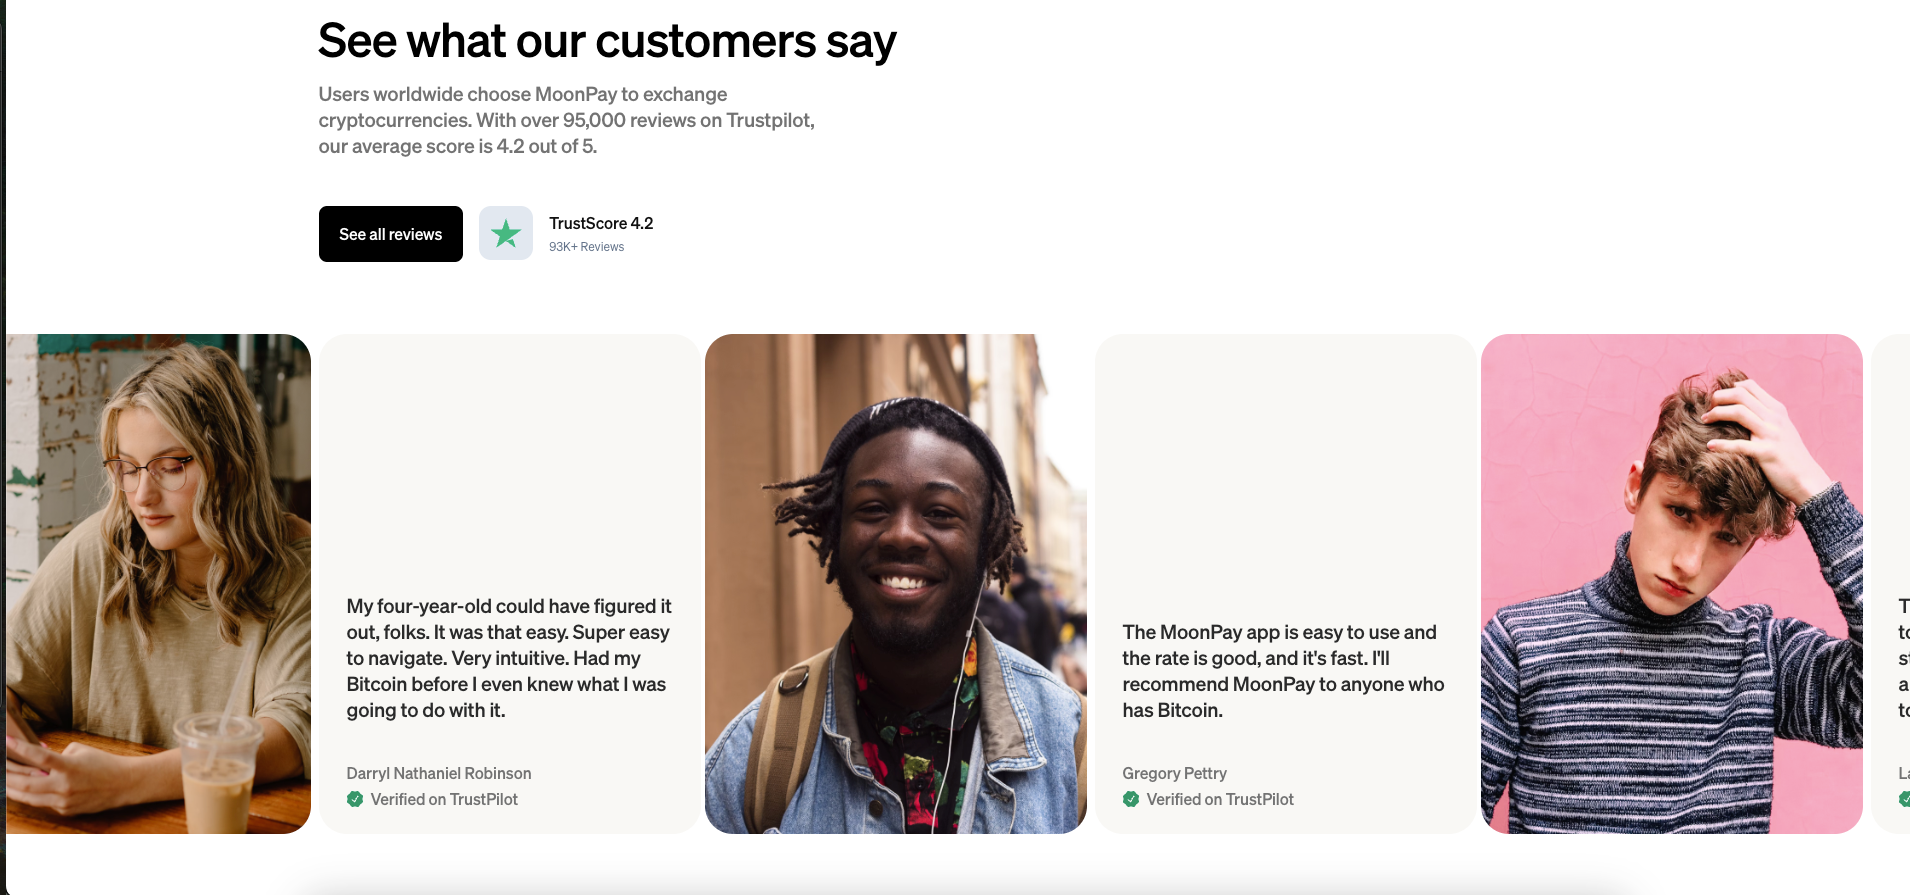 See what our customers say
Users worldwide choose MoonPay to exchange
cryptocurrencies. With over 95,000 reviews on Trustpilot,
our average score is 4.2 out of 5.
See all reviews
TrustScore 4.2
93K+ Reviews
My four-year-old could have figured it
out, folks. It was that easy. Super easy
to navigate. Very intuitive. Had my
Bitcoin before I even knew what I was
going to do with it.
Darryl Nathaniel Robinson
Verified on TrustPilot
The MoonPay app is easy to use and
the rate is good, and it's fast. I'll
recommend MoonPay to anyone who
has Bitcoin.
Gregory Pettry
Verified on TrustPilot